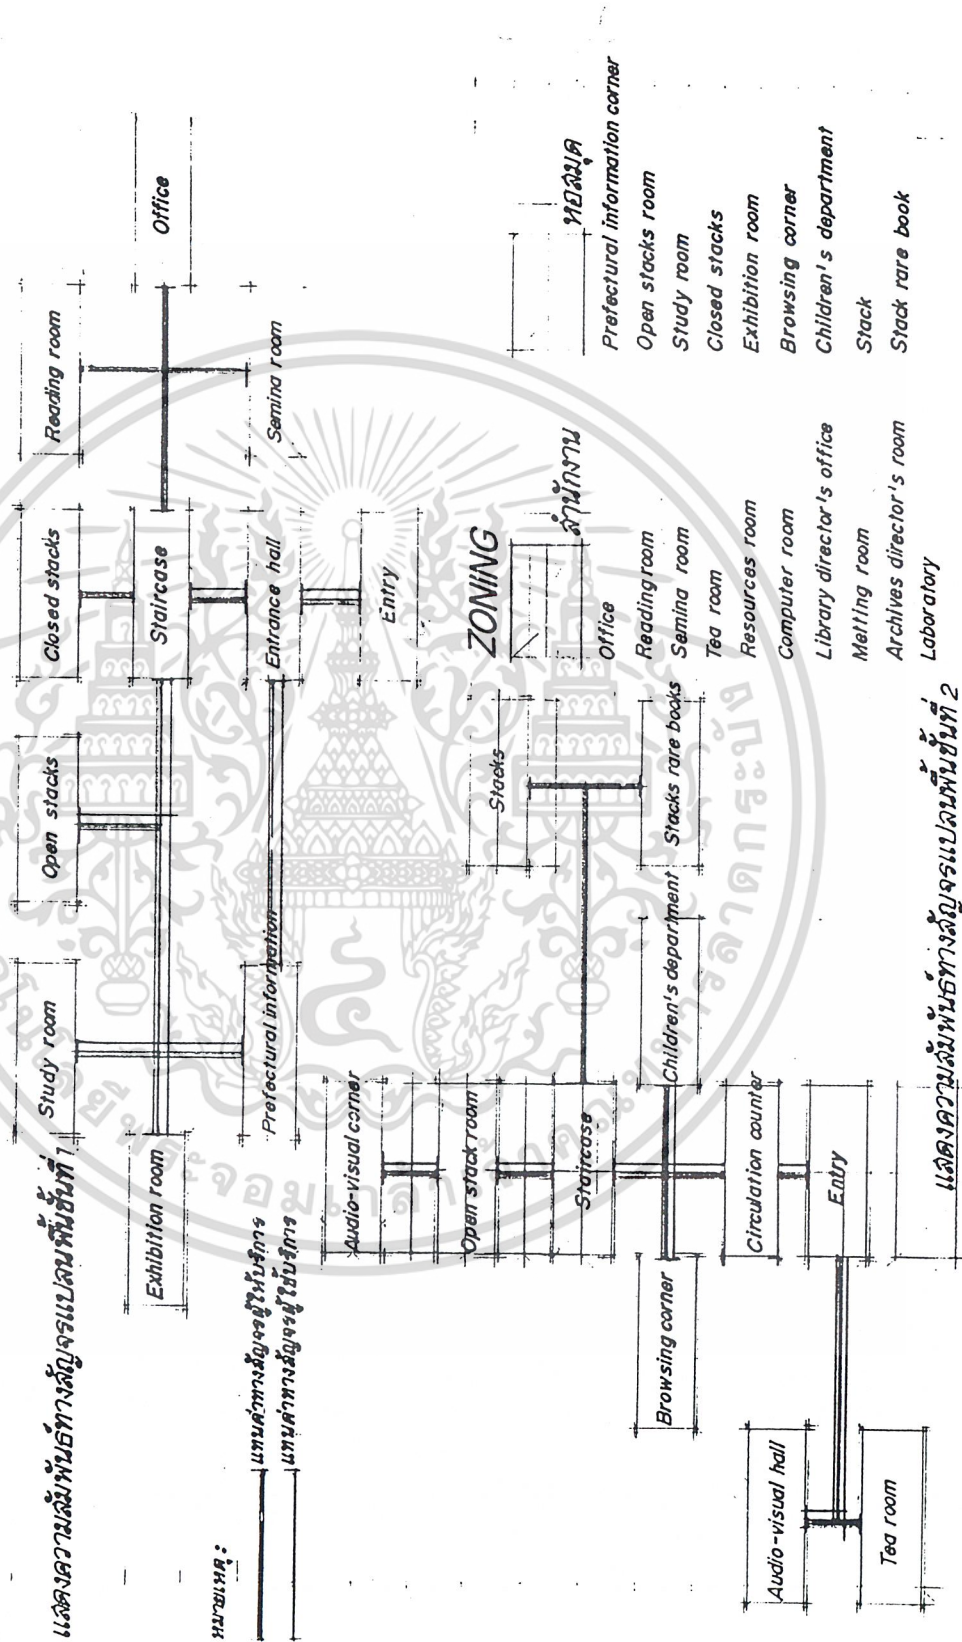 แสดงความสัมพันธ์ทางสัญจรแปลนพื้นชั้นที่ 1
Study room
Open stacks
Closed stacks
Reading room
Exhibition room
Staircase
Office
Prefectural information
Entrance hall
Semina room
Entry
หมายเหตุ :
แทนค่าทางสัญจรผู้ให้บริการ
แทนค่าทางสัญจรผู้ใช้บริการ
Audio-visual corner
Open stack room
Stacks
Staircase
Browsing corner
Children's department
Stacks rare books
Circulation counter
Audio-visual hall
Entry
Tea room
แสดงความสัมพันธ์ทางสัญจรแปลนพื้นชั้นที่ 2
ZONING
สำนักงาน
Office
Reading room
Semina room
Tea room
Resources room
Computer room
Library director's office
Metting room
Archives director's room
Laboratory
หอสมุด
Prefectural information corner
Open stacks room
Study room
Closed stacks
Exhibition room
Browsing corner
Children's department
Stack
Stack rare book